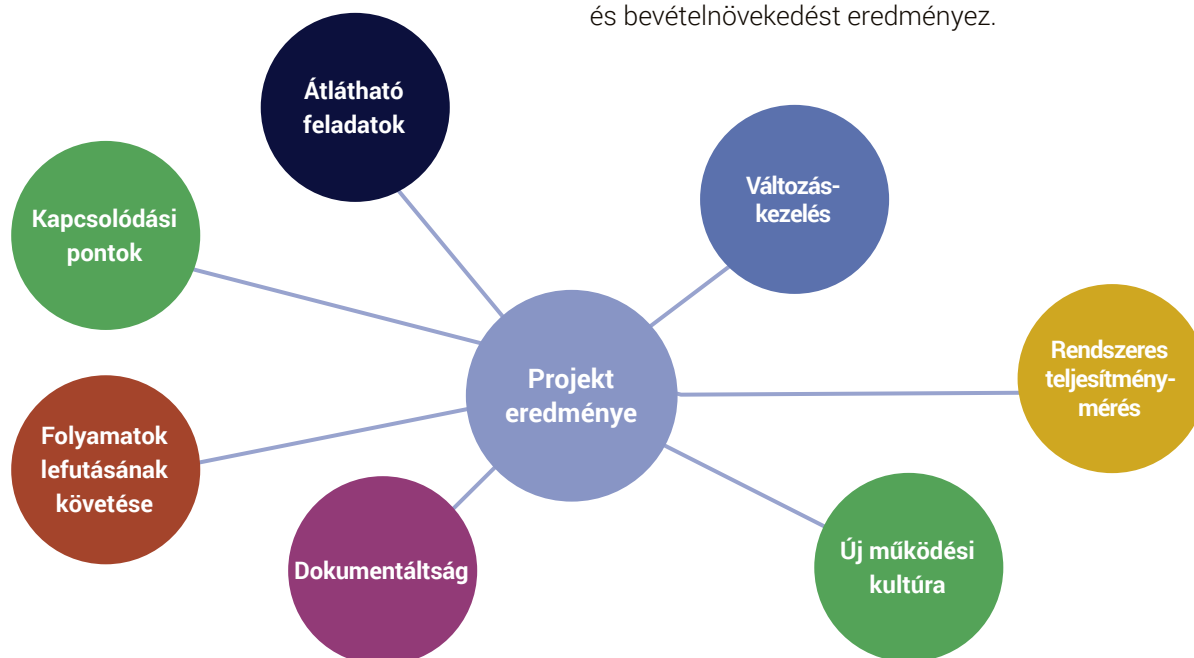 és bevételnövekedést eredményez.
Átlátható
feladatok
Változás-
kezelés
Kapcsolódási
pontok
Rendszeres
teljesítmény-
mérés
Projekt
eredménye
Folyamatok
lefutásának
követése
Dokumentáltság
Új működési
kultúra